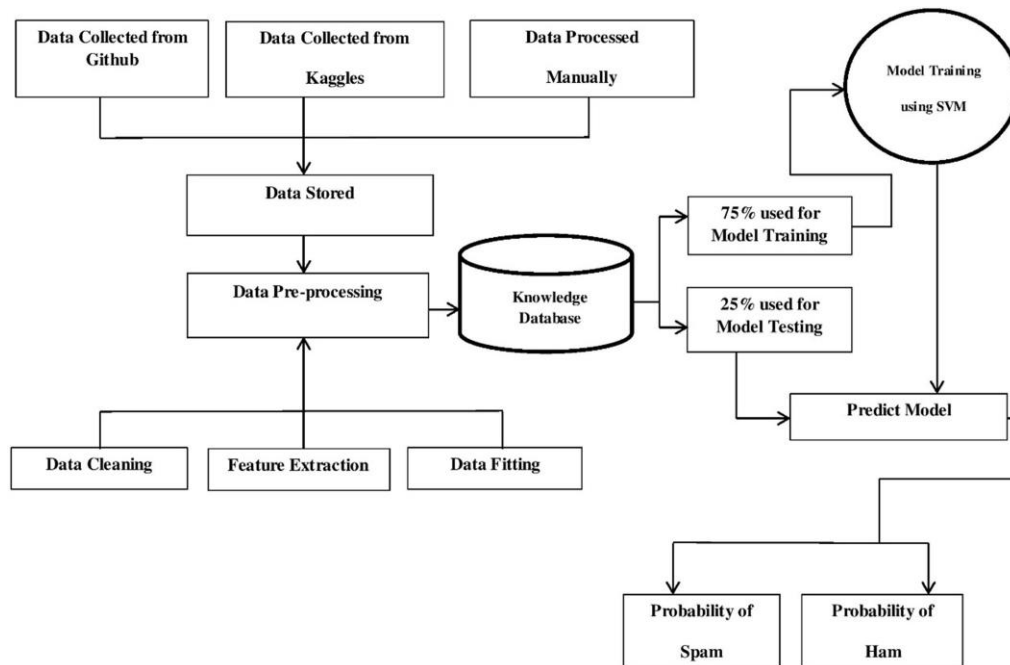 Data Collected from
Github
Data Collected from
Kaggles
Data Processed
Manually
Model Training
using SVM
Data Stored
75% used for
Model Training
Data Pre-processing
Knowledge
Database
25% used for
Model Testing
Predict Model
Data Cleaning
Feature Extraction
Data Fitting
Probability of
Spam
Probability of
Ham